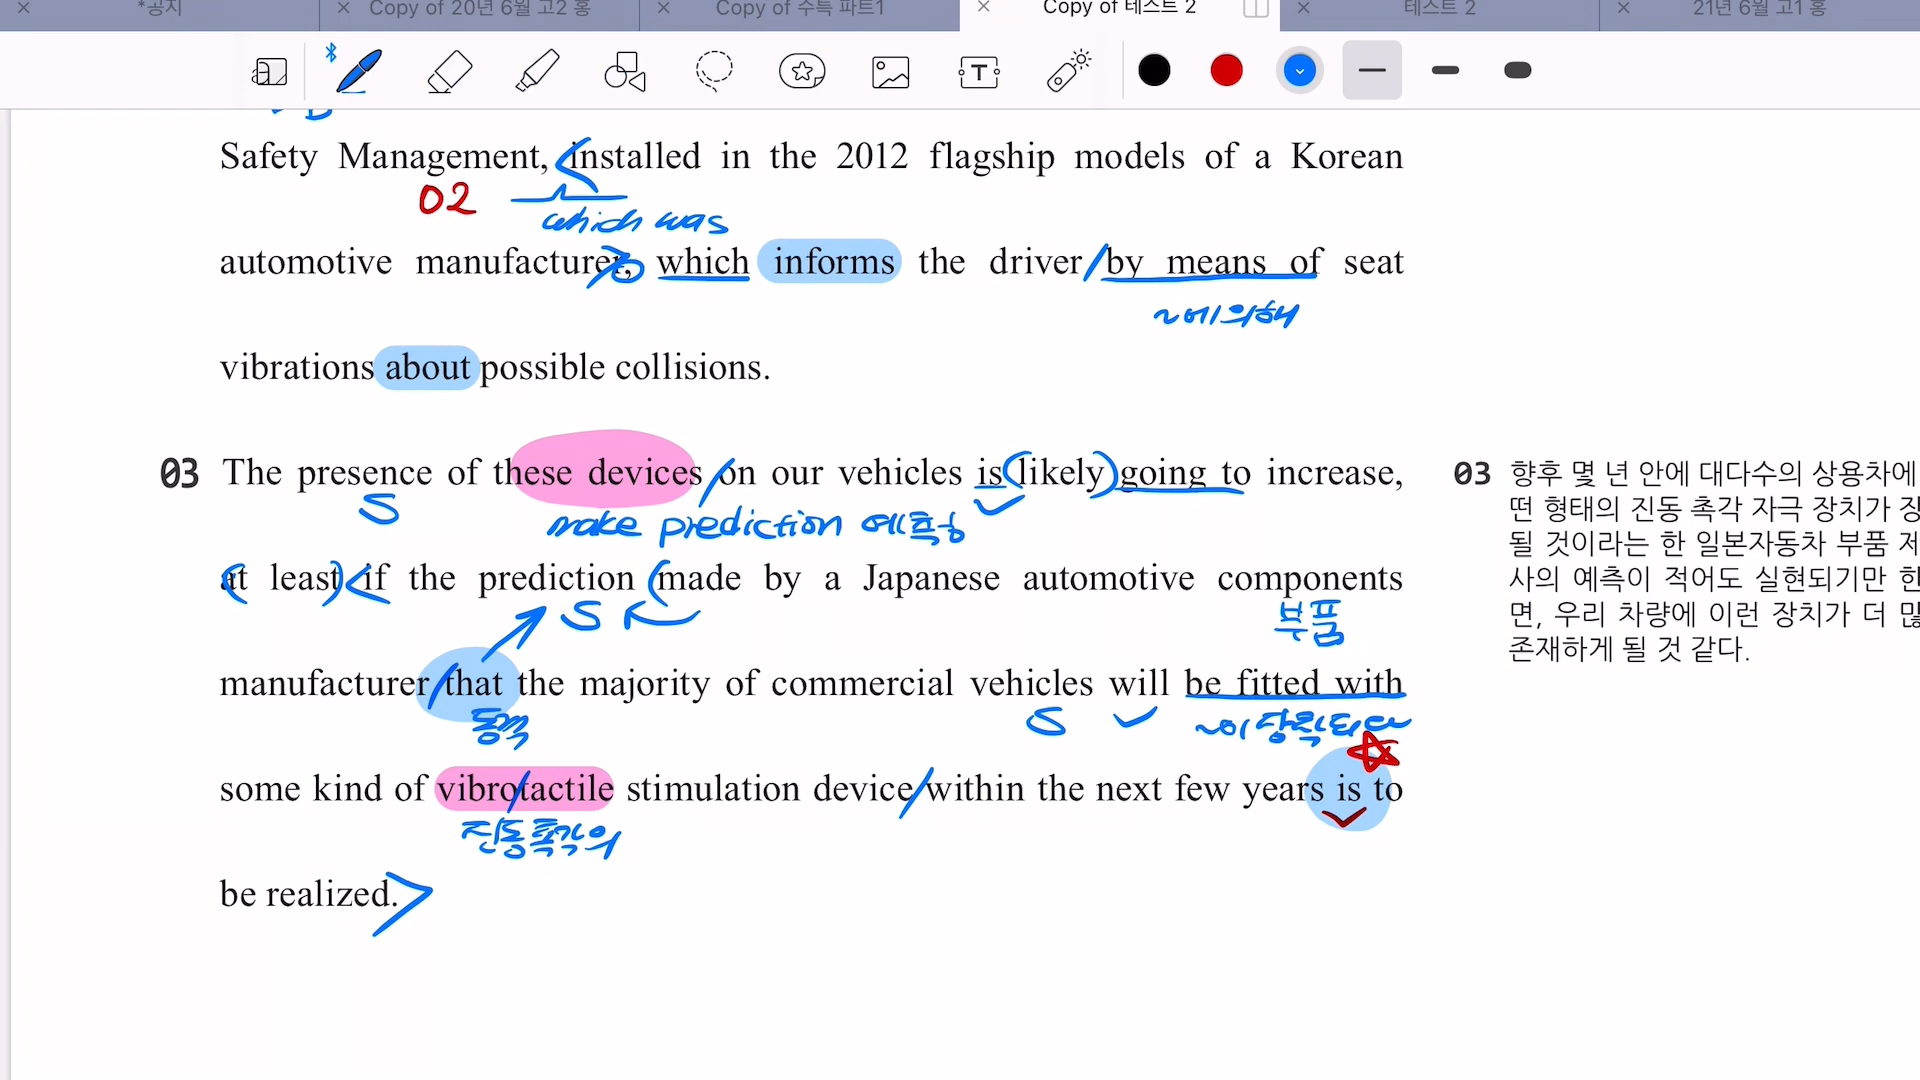 *공지
Copy of 20년 6월 고2 홍
Copy of 수특 파트1
Copy of 테스트 2
테스트 2
21년 6월 고1 홍
Safety Management, installed in the 2012 flagship models of a Korean
02
which was
automotive manufacturer, which informs the driver by means of seat
~에 의해
vibrations about possible collisions.
03 The presence of these devices on our vehicles is likely going to increase,
S
make prediction 예측
at least if the prediction made by a Japanese automotive components
S
부품
manufacturer that the majority of commercial vehicles will be fitted with
동격
S
~이 장착되다
some kind of vibrotactile stimulation device within the next few years is to
진동촉각의
be realized.
03 향후 몇 년 안에 대다수의 상용차에
떤 형태의 진동 촉각 자극 장치가 장
될 것이라는 한 일본자동차 부품 제
사의 예측이 적어도 실현되기만 한
면, 우리 차량에 이런 장치가 더 많
존재하게 될 것 같다.